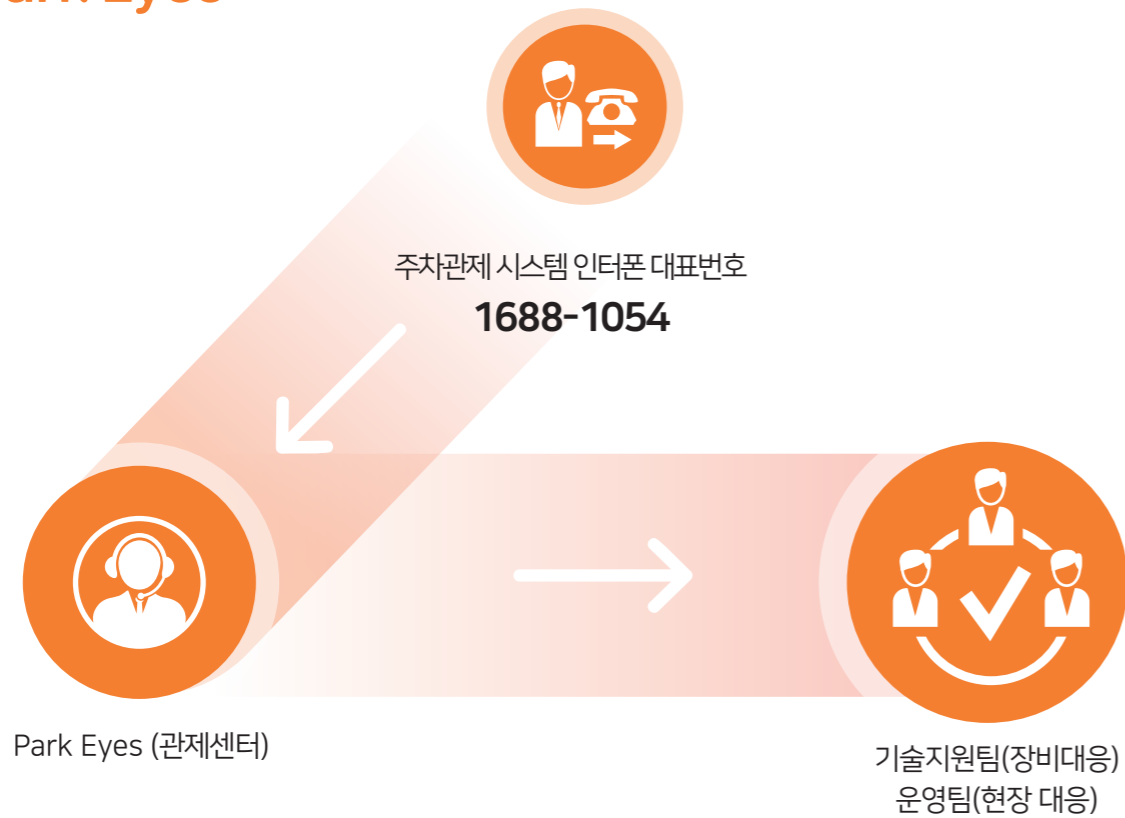 Eyes
주차관제 시스템 인터폰 대표번호
1688-1054
Park Eyes (관제센터)
기술지원팀(장비대응)
운영팀(현장 대응)